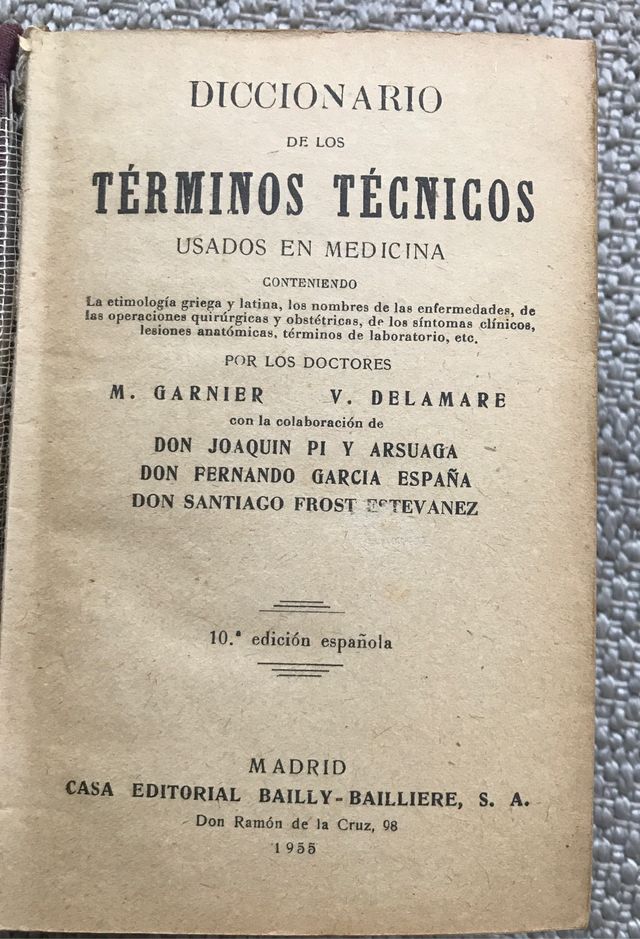 DICCIONARIO
DE LOS
TÉRMINOS TÉCNICOS
USADOS EN MEDICINA
CONTENIENDO
La etimología griega y latina, los nombres de las enfermedades, de
las operaciones quirúrgicas y obstétricas, de los síntomas clínicos,
lesiones anatómicas, términos de laboratorio, etc.
POR LOS DOCTORES
M. GARNIER V. DELAMARE
con la colaboración de
DON JOAQUIN PI Y ARSUAGA
DON FERNANDO GARCIA ESPAÑA
DON SANTIAGO FROST ESTEVANEZ
10.ª edición española
MADRID
CASA EDITORIAL BAILLY-BAILLIERE, S. A.
Don Ramón de la Cruz, 98
1955